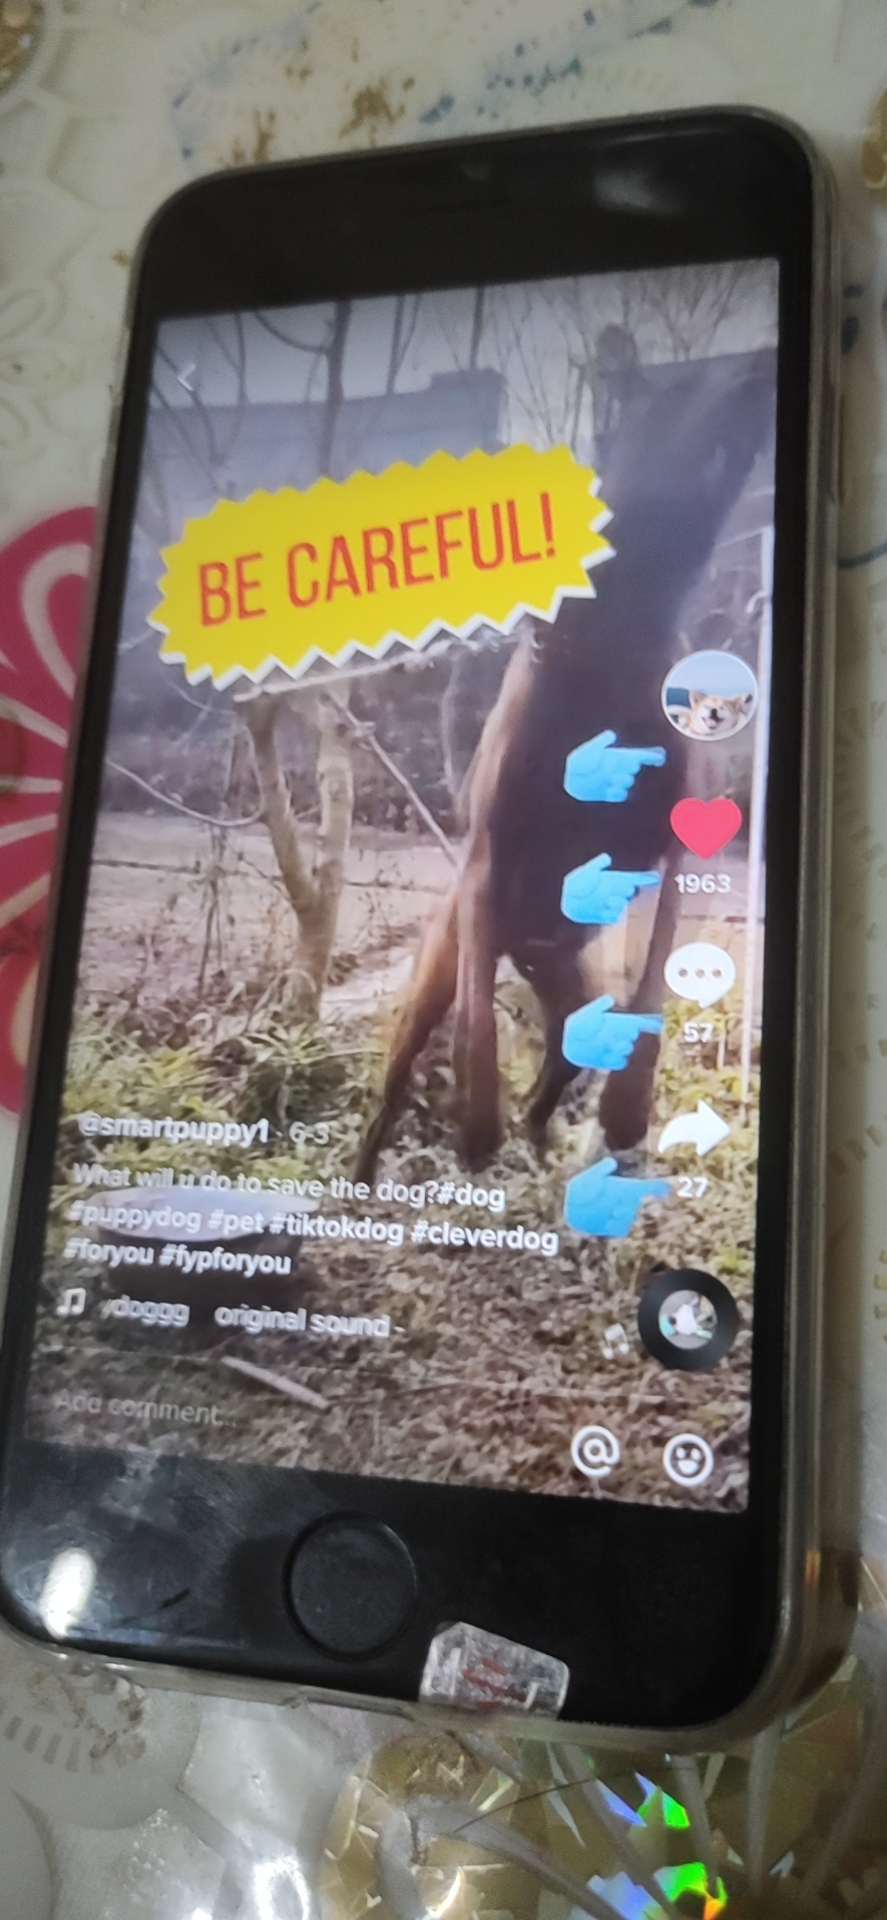 BE CAREFUL!
1963
57
27
@smartpuppy1 · 6-3
What will u do to save the dog?#dog
#puppydog #pet #tiktokdog #cleverdog
#foryou #fypforyou
original sound -
Add comment...